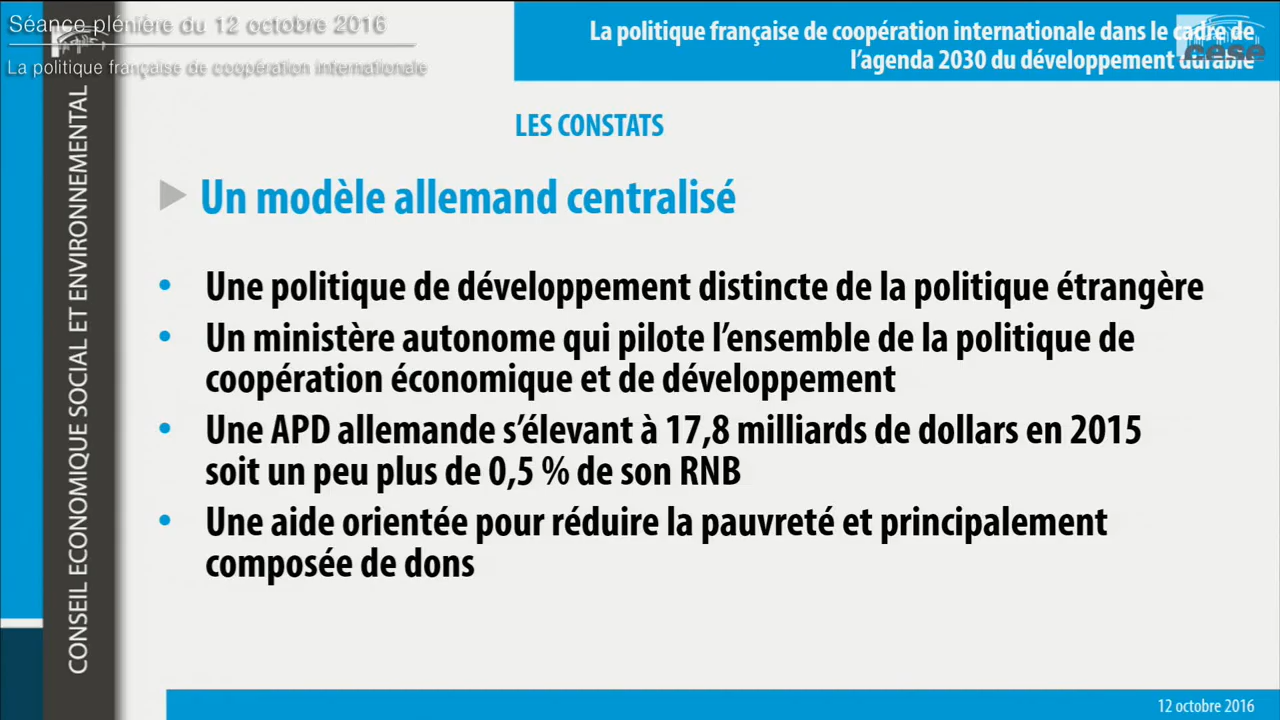 Séance plénière du 12 octobre 2016
La politique française de coopération internationale
La politique française de coopération internationale dans le cadre de
l’agenda 2030 du développement durable
cese
CONSEIL ECONOMIQUE SOCIAL ET ENVIRONNEMENTAL
LES CONSTATS
Un modèle allemand centralisé
• Une politique de développement distincte de la politique étrangère
• Un ministère autonome qui pilote l’ensemble de la politique de
coopération économique et de développement
• Une APD allemande s’élevant à 17,8 milliards de dollars en 2015
soit un peu plus de 0,5 % de son RNB
• Une aide orientée pour réduire la pauvreté et principalement
composée de dons
12 octobre 2016